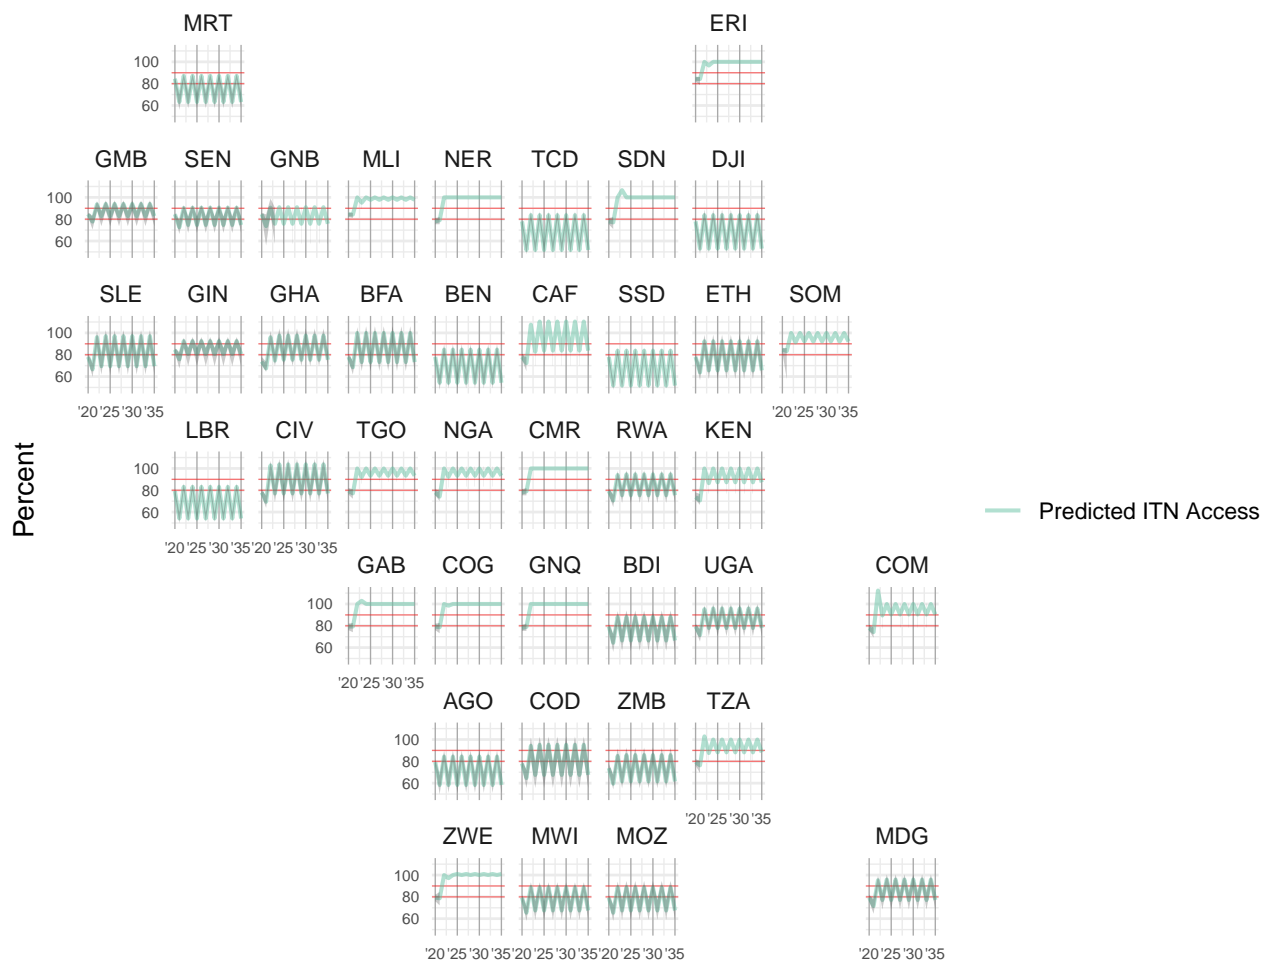 MRT ERI
100
80
60
GMB SEN GNB MLI NER TCD SDN DJI
100
80
60
SLE GIN GHA BFA BEN CAF SSD ETH SOM
100
80
60
'20 '25 '30 '35 '20 '25 '30 '35
LBR CIV TGO NGA CMR RWA KEN
100
80
60
'20 '25 '30 '35 '20 '25 '30 '35
Percent
Predicted ITN Access
GAB COG GNQ BDI UGA COM
100
80
60
'20 '25 '30 '35
AGO COD ZMB TZA
100
80
60
'20 '25 '30 '35
ZWE MWI MOZ MDG
100
80
60
'20 '25 '30 '35 '20 '25 '30 '35 '20 '25 '30 '35 '20 '25 '30 '35